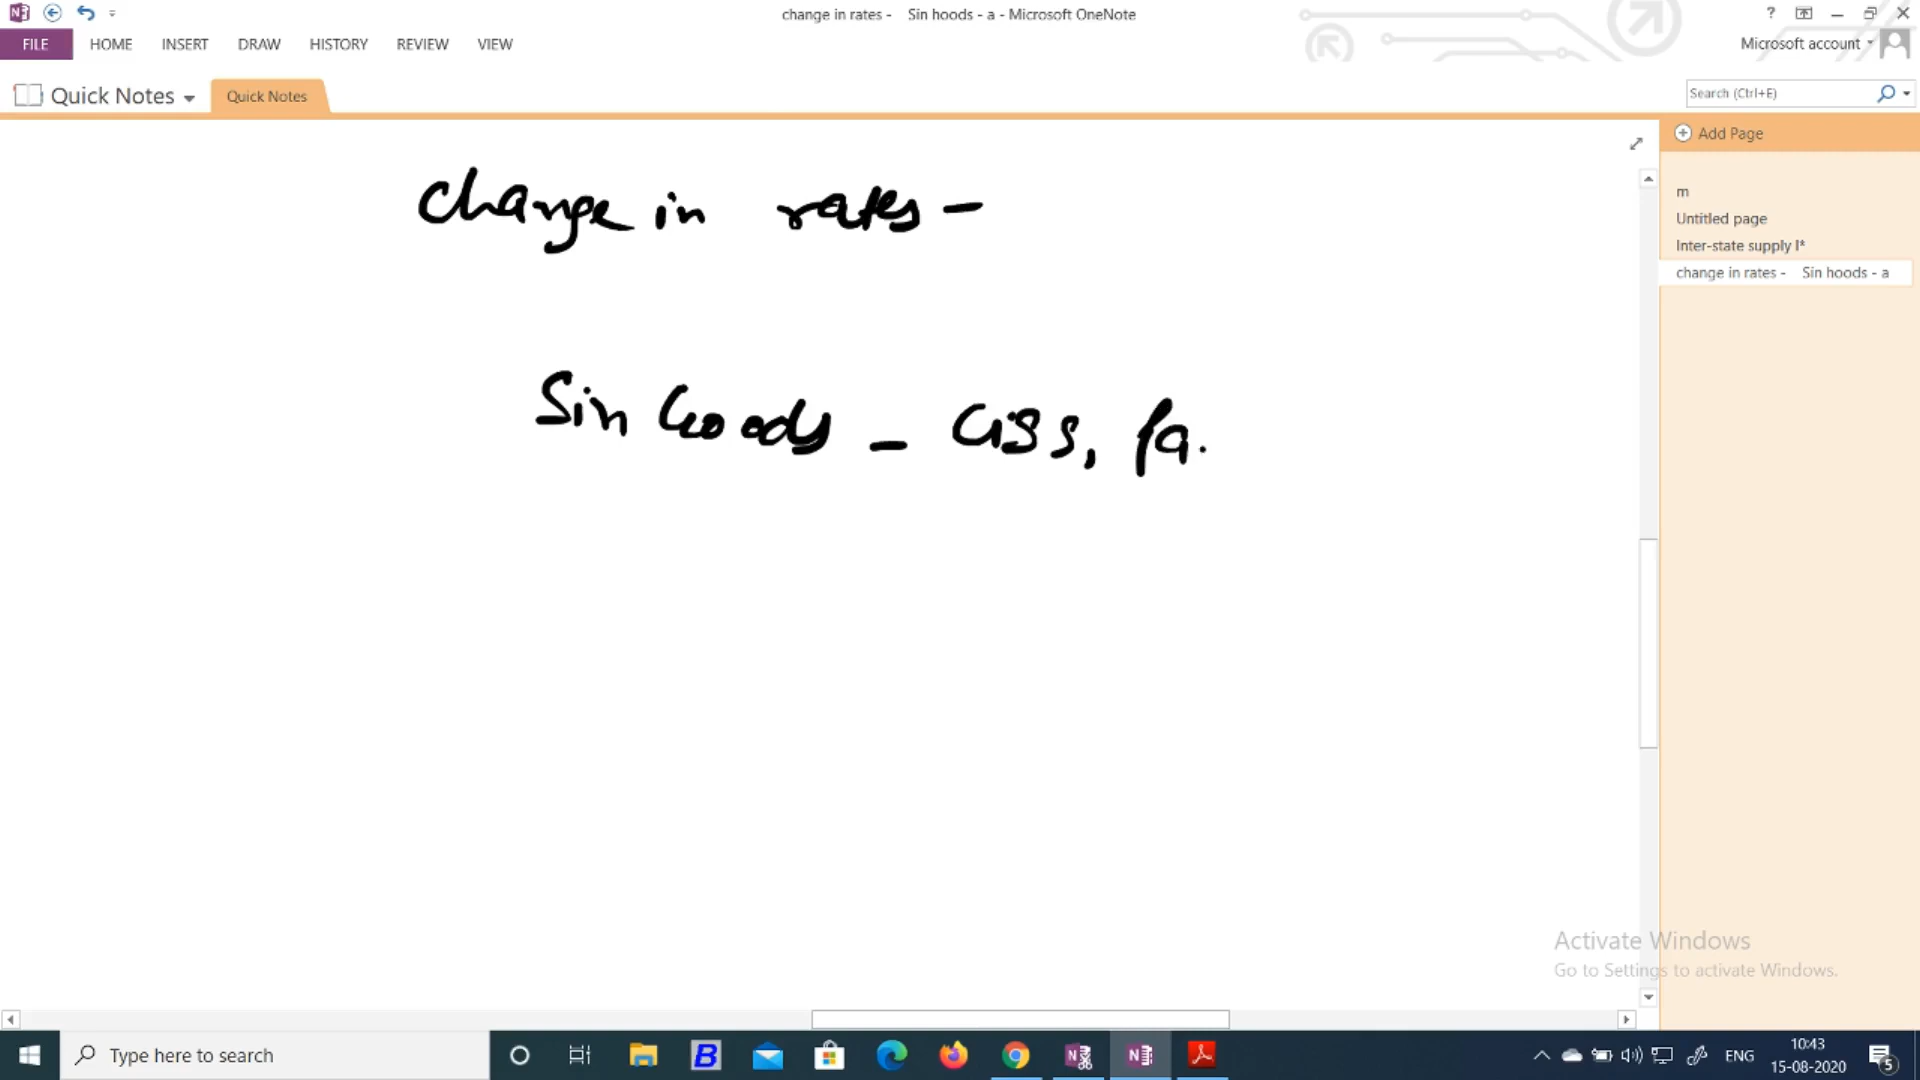 change in rates -    Sin hoods - a - Microsoft OneNote
?
FILE HOME INSERT DRAW HISTORY REVIEW VIEW
Microsoft account
Quick Notes
Quick Notes
Search (Ctrl+E)
Add Page
m
Untitled page
Inter-state supply I*
change in rates -    Sin hoods - a
Change in rates -
Sin Goods -
Activate Windows
Go to Settings to activate Windows.
Type here to search
ENG
10:43
15-08-2020
5